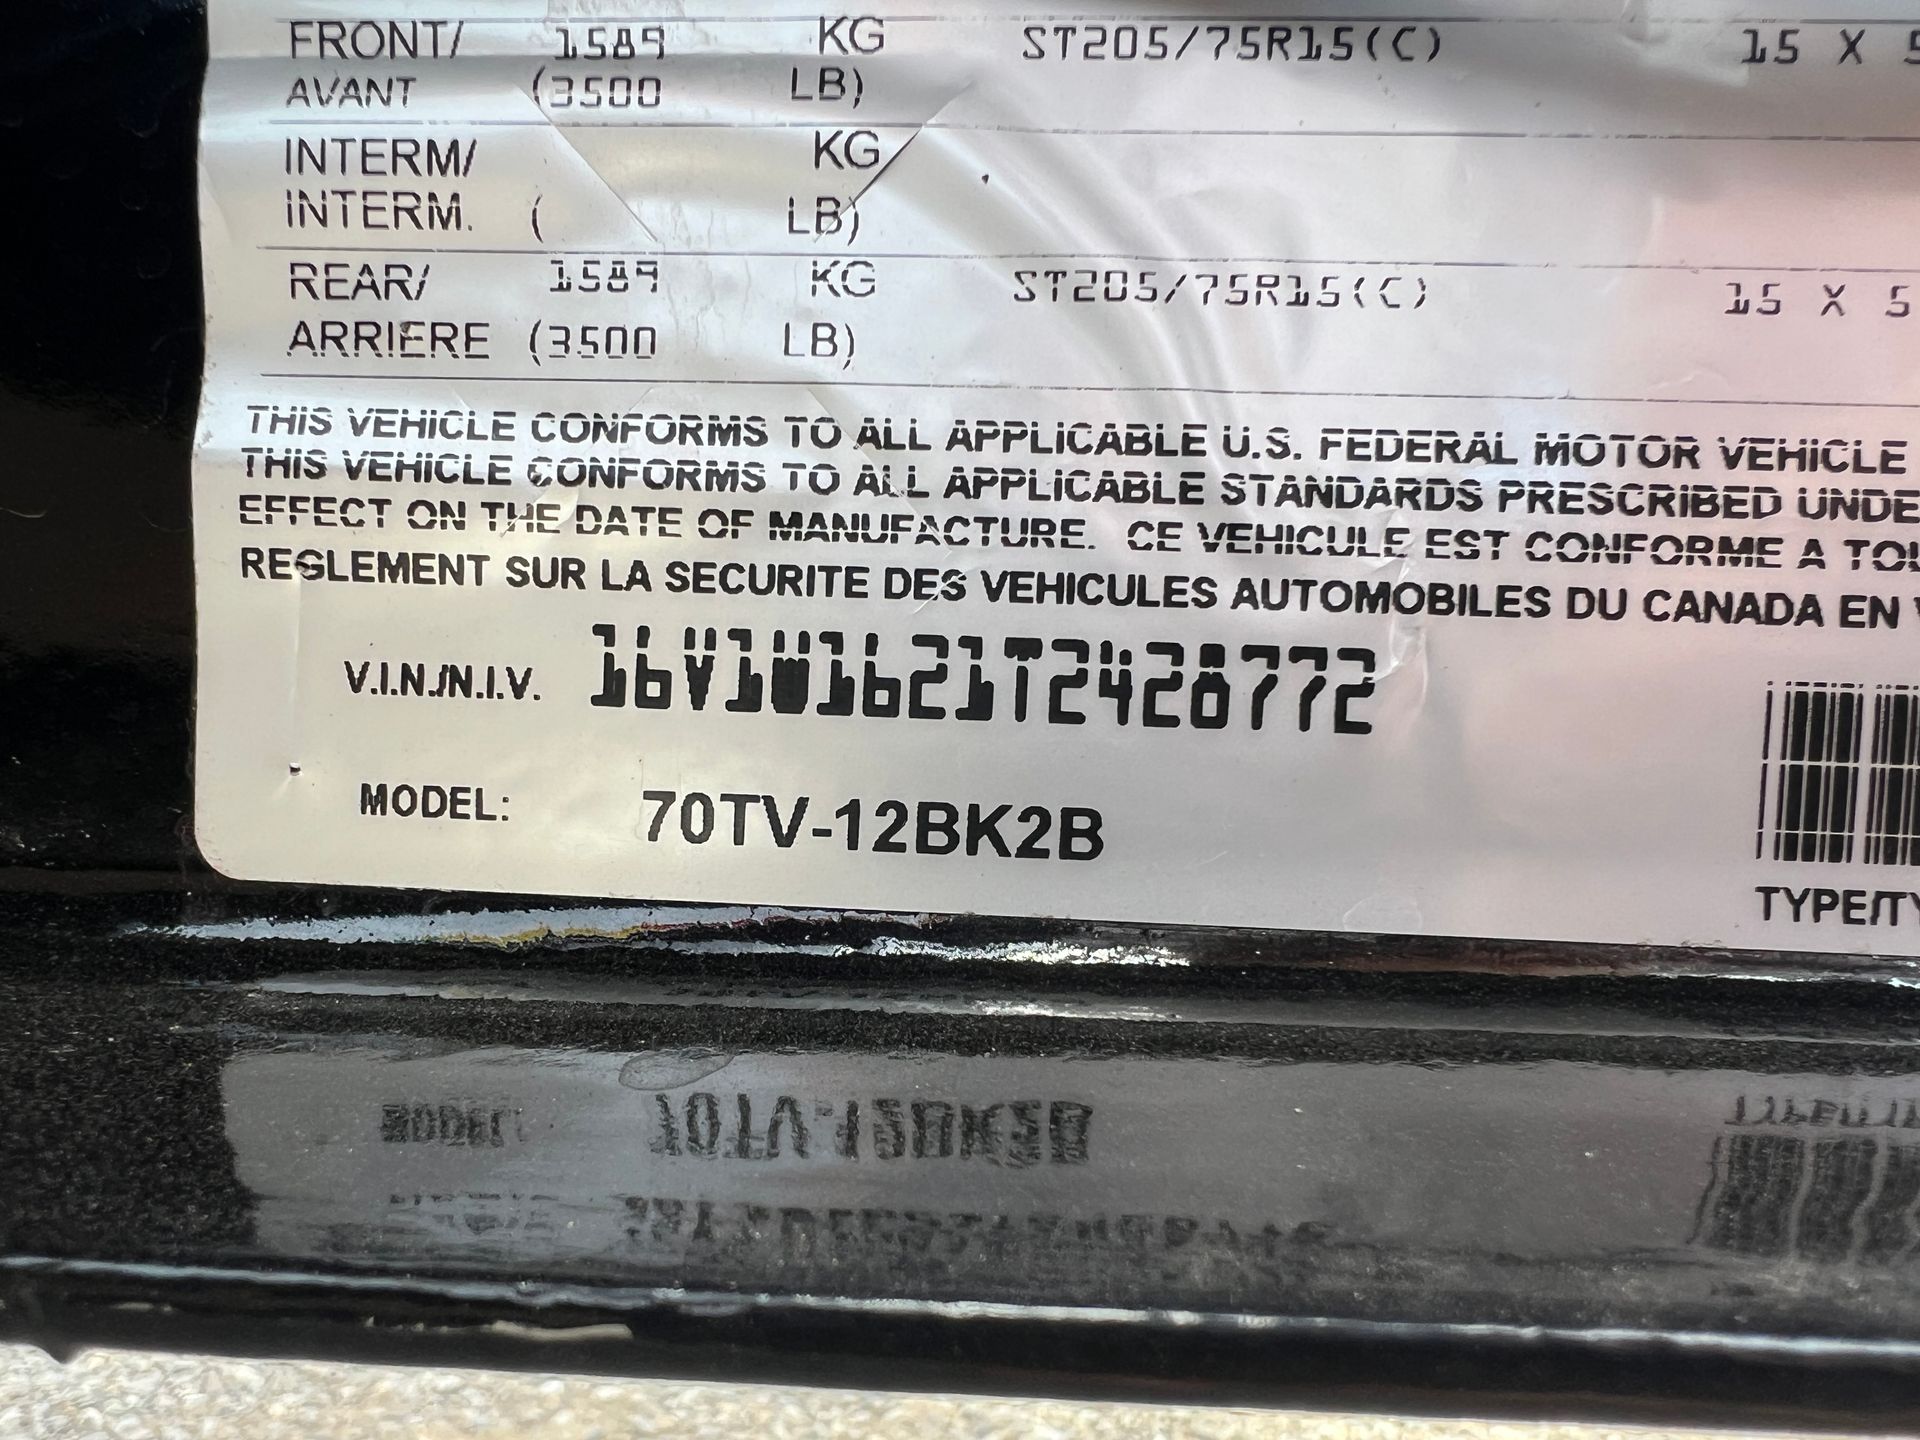 FRONT/ 1589 KG ST205/75R15(C) 15 X 5
AVANT (3500 LB)
INTERM/ KG
INTERM. ( LB)
REAR/ 1589 KG ST205/75R15(C) 15 X 5
ARRIERE (3500 LB)
THIS VEHICLE CONFORMS TO ALL APPLICABLE U.S. FEDERAL MOTOR VEHICLE
THIS VEHICLE CONFORMS TO ALL APPLICABLE STANDARDS PRESCRIBED UNDE
EFFECT ON THE DATE OF MANUFACTURE. CE VEHICULE EST CONFORME A TOU
REGLEMENT SUR LA SECURITE DES VEHICULES AUTOMOBILES DU CANADA EN
V.I.N./N.I.V. 16V1W1621T2428772
MODEL: 70TV-12BK2B
TYPE/TY